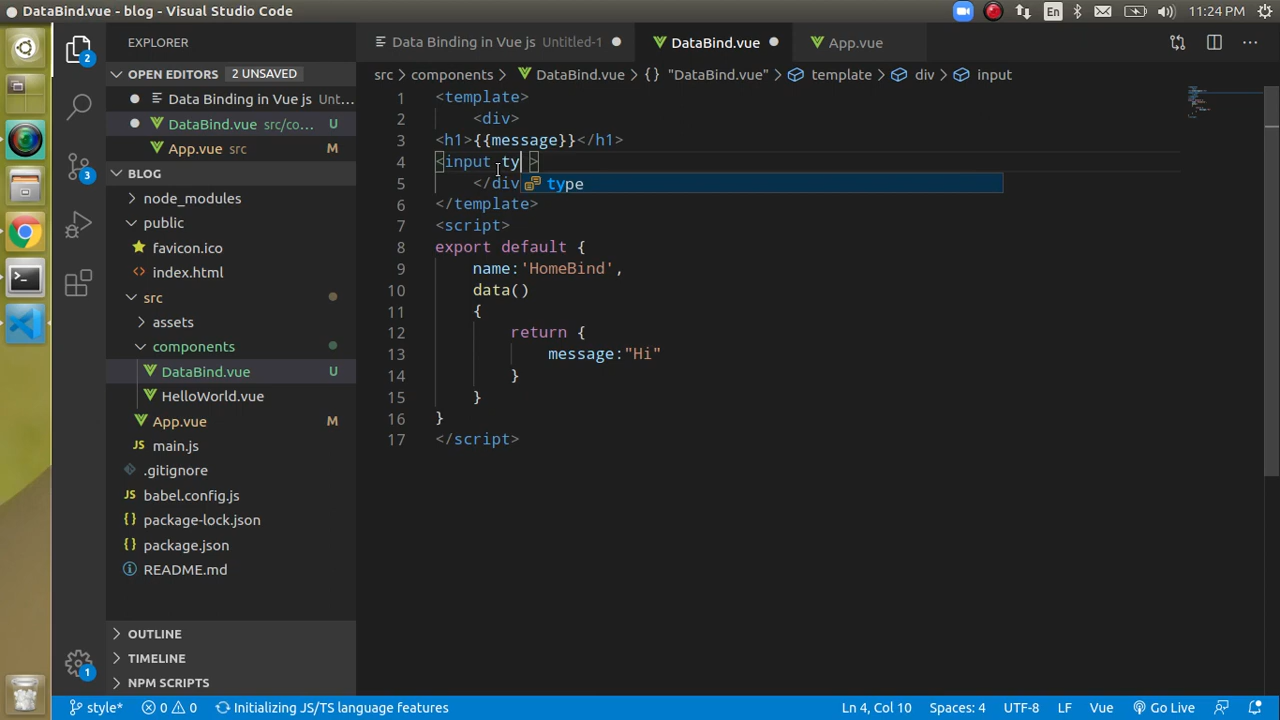 DataBind.vue - blog - Visual Studio Code
En
11:24 PM
EXPLORER
Data Binding in Vue js Untitled-1
DataBind.vue
App.vue
2
OPEN EDITORS
2 UNSAVED
src
components
DataBind.vue
{} "DataBind.vue"
template
div
input
Data Binding in Vue js Unt...
DataBind.vue src/co... U
App.vue src M
BLOG
3
node_modules
public
favicon.ico
index.html
src
assets
components
DataBind.vue U
HelloWorld.vue
App.vue M
JS main.js
.gitignore
JS babel.config.js
{} package-lock.json
{} package.json
README.md
OUTLINE
TIMELINE
NPM SCRIPTS
1
1 <template>
2 <div>
3 <h1>{{message}}</h1>
4 <input ty >
type
5 </div
6 </template>
7 <script>
8 export default {
9 name:'HomeBind',
10 data()
11 {
12 return {
13 message:"Hi"
14 }
15 }
16 }
17 </script>
style*
0
0
Initializing JS/TS language features
Ln 4, Col 10
Spaces: 4
UTF-8
LF
Vue
Go Live